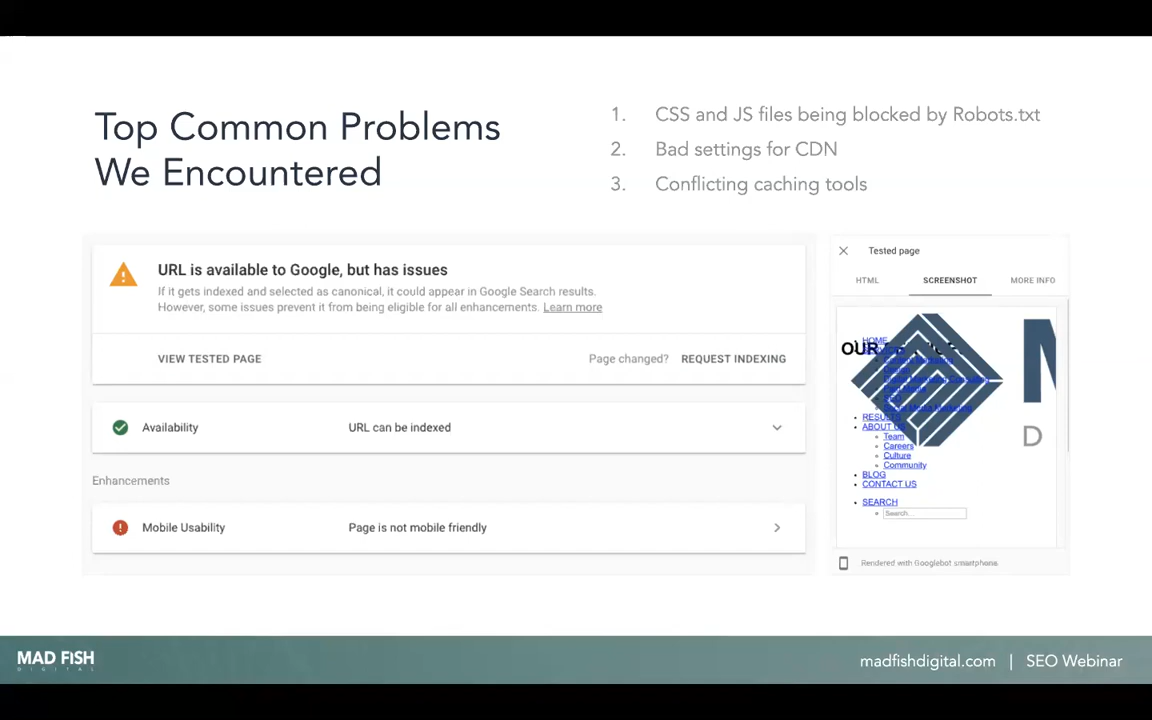 Top Common Problems
We Encountered
1. CSS and JS files being blocked by Robots.txt
2. Bad settings for CDN
3. Conflicting caching tools
URL is available to Google, but has issues
If it gets indexed and selected as canonical, it could appear in Google Search results.
However, some issues prevent it from being eligible for all enhancements. Learn more
VIEW TESTED PAGE
Page changed? REQUEST INDEXING
Availability URL can be indexed
Enhancements
Mobile Usability Page is not mobile friendly
Tested page
HTML SCREENSHOT MORE INFO
HOME
OUR
RESULTS
ABOUT US
Team
Careers
Culture
Community
BLOG
CONTACT US
SEARCH
Search...
D
Rendered with Googlebot smartphone.
MAD FISH
DIGITAL
madfishdigital.com | SEO Webinar